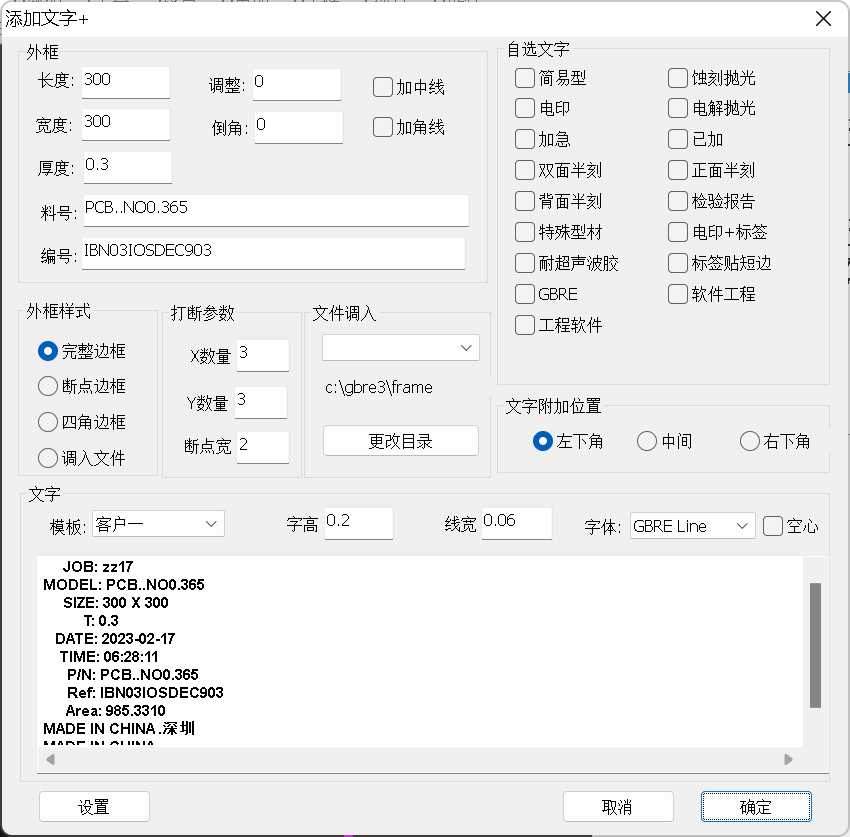 添加文字+
外框
长度: 300
调整: 0
加中线
宽度: 300
倒角: 0
加角线
厚度: 0.3
料号: PCB..NO0.365
编号: IBN03IOSDEC903
自选文字
简易型
蚀刻抛光
电印
电解抛光
加急
已加
双面半刻
正面半刻
背面半刻
检验报告
特殊型材
电印+标签
耐超声波胶
标签贴短边
GBRE
软件工程
工程软件
外框样式
完整边框
断点边框
四角边框
调入文件
打断参数
X数量 3
Y数量 3
断点宽 2
文件调入
c:\gbre3\frame
更改目录
文字附加位置
左下角
中间
右下角
文字
模板: 客户一
字高 0.2
线宽 0.06
字体: GBRE Line
空心
JOB: zz17
MODEL: PCB..NO0.365
SIZE: 300 X 300
T: 0.3
DATE: 2023-02-17
TIME: 06:28:11
P/N: PCB..NO0.365
Ref: IBN03IOSDEC903
Area: 985.3310
MADE IN CHINA .深圳
MADE IN CHINA
设置
取消
确定